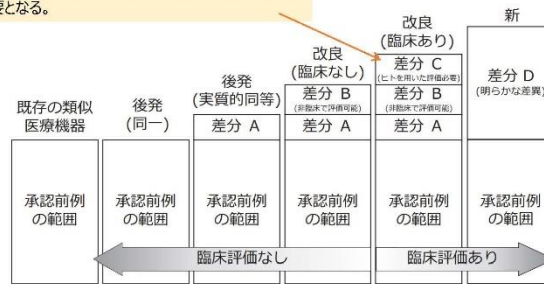 要となる。
既存の類似
医療機器
後発
(同一)
後発
(実質的同等)
改良
(臨床なし)
改良
(臨床あり)
新
差分 A
差分 B
(非臨床で評価可能)
差分 A
差分 C
(ヒトを用いた評価必要)
差分 B
(非臨床で評価可能)
差分 A
差分 D
(明らかな差異)
承認前例
の範囲
承認前例
の範囲
承認前例
の範囲
承認前例
の範囲
承認前例
の範囲
承認前例
の範囲
臨床評価なし
臨床評価あり